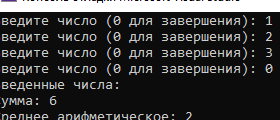 ведите число (0 для завершения): 1
ведите число (0 для завершения): 2
ведите число (0 для завершения): 3
ведите число (0 для завершения): 0
веденные числа:
умма: 6
реднее арифметическое: 2